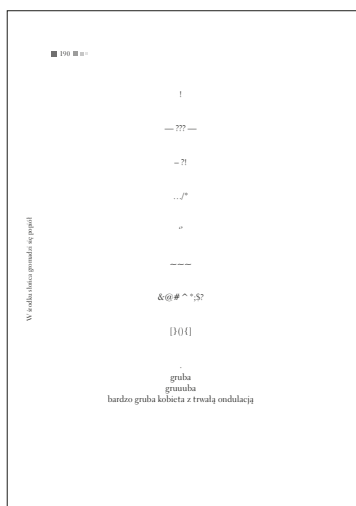 190
!
— ??? —
– ?!
…/*
„”
~~~
&@# ^ *;$?
[}(){]
.
gruba
gruuuba
bardzo gruba kobieta z trwałą ondulacją
W środku słońca gromadzi się popiół